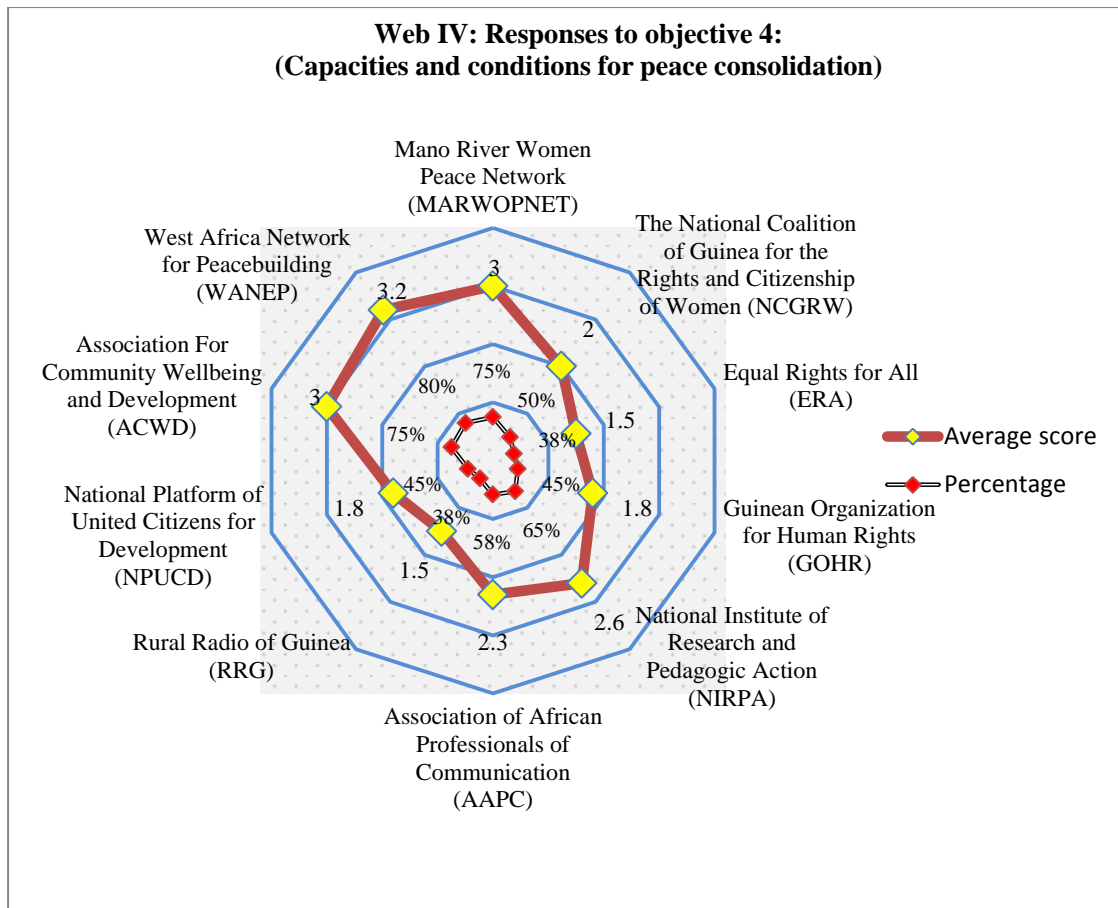 Web IV: Responses to objective 4:
(Capacities and conditions for peace consolidation)
Mano River Women
Peace Network
(MARWOPNET)
The National Coalition
of Guinea for the
Rights and Citizenship
of Women (NCGRW)
Equal Rights for All
(ERA)
Guinean Organization
for Human Rights
(GOHR)
National Institute of
Research and
Pedagogic Action
(NIRPA)
Association of African
Professionals of
Communication
(AAPC)
Rural Radio of Guinea
(RRG)
National Platform of
United Citizens for
Development
(NPUCD)
Association For
Community Wellbeing
and Development
(ACWD)
West Africa Network
for Peacebuilding
(WANEP)
3
2
1.5
1.8
2.6
2.3
1.5
1.8
3
3.2
75%
50%
38%
45%
65%
58%
38%
45%
75%
80%
Average score
Percentage